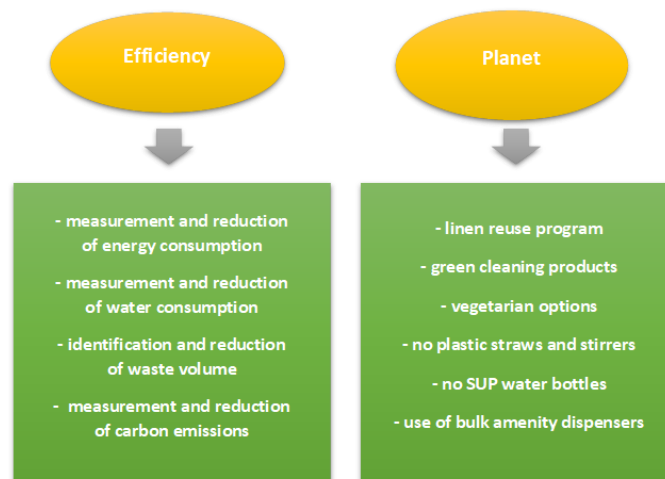 Efficiency
- measurement and reduction
of energy consumption
- measurement and reduction
of water consumption
- identification and reduction
of waste volume
- measurement and reduction
of carbon emissions
Planet
- linen reuse program
- green cleaning products
- vegetarian options
- no plastic straws and stirrers
- no SUP water bottles
- use of bulk amenity dispensers